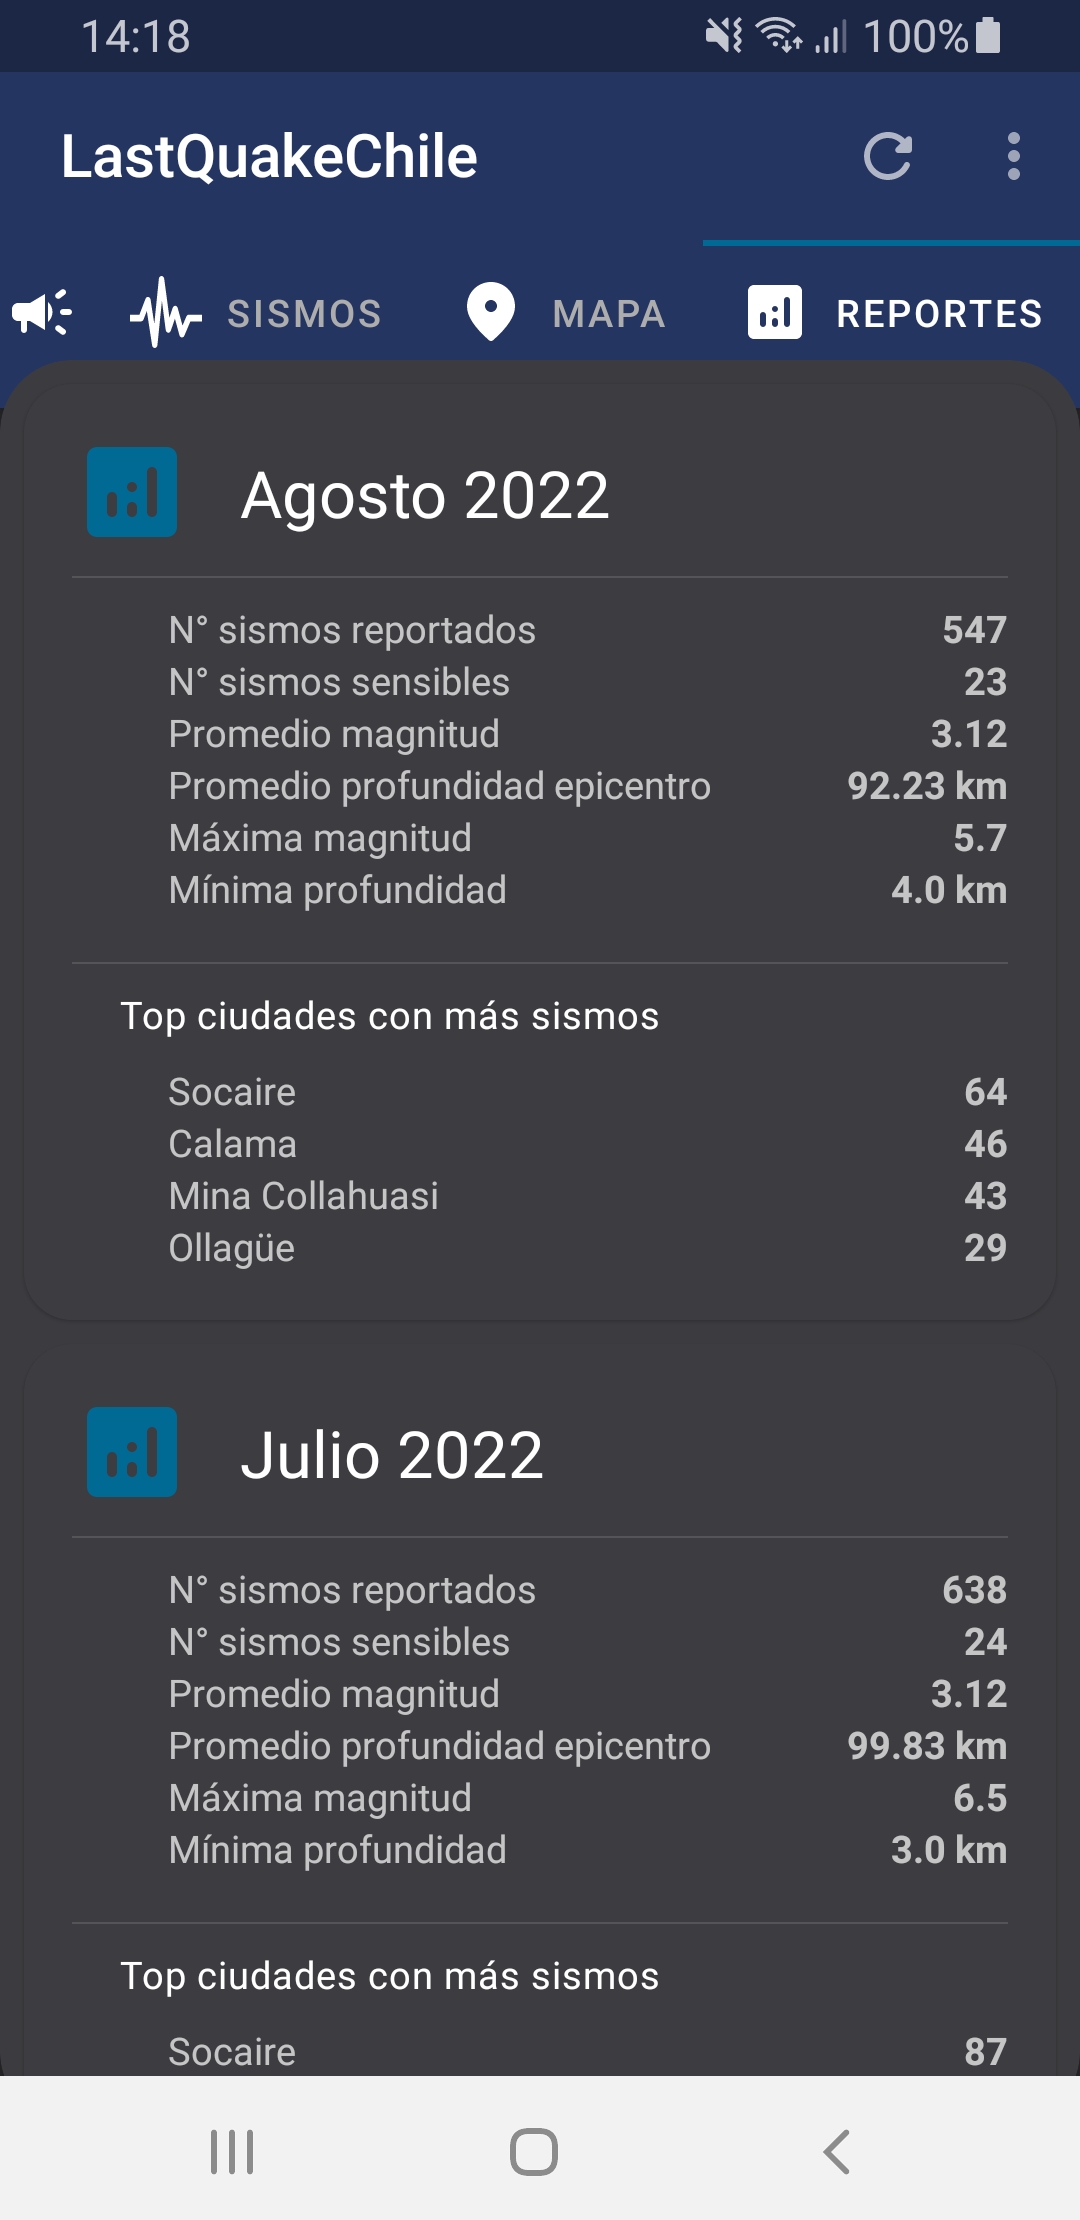 14:18 100%
LastQuakeChile
SISMOS MAPA REPORTES
Agosto 2022
N° sismos reportados 547
N° sismos sensibles 23
Promedio magnitud 3.12
Promedio profundidad epicentro 92.23 km
Máxima magnitud 5.7
Mínima profundidad 4.0 km
Top ciudades con más sismos
Socaire 64
Calama 46
Mina Collahuasi 43
Ollagüe 29
Julio 2022
N° sismos reportados 638
N° sismos sensibles 24
Promedio magnitud 3.12
Promedio profundidad epicentro 99.83 km
Máxima magnitud 6.5
Mínima profundidad 3.0 km
Top ciudades con más sismos
Socaire 87